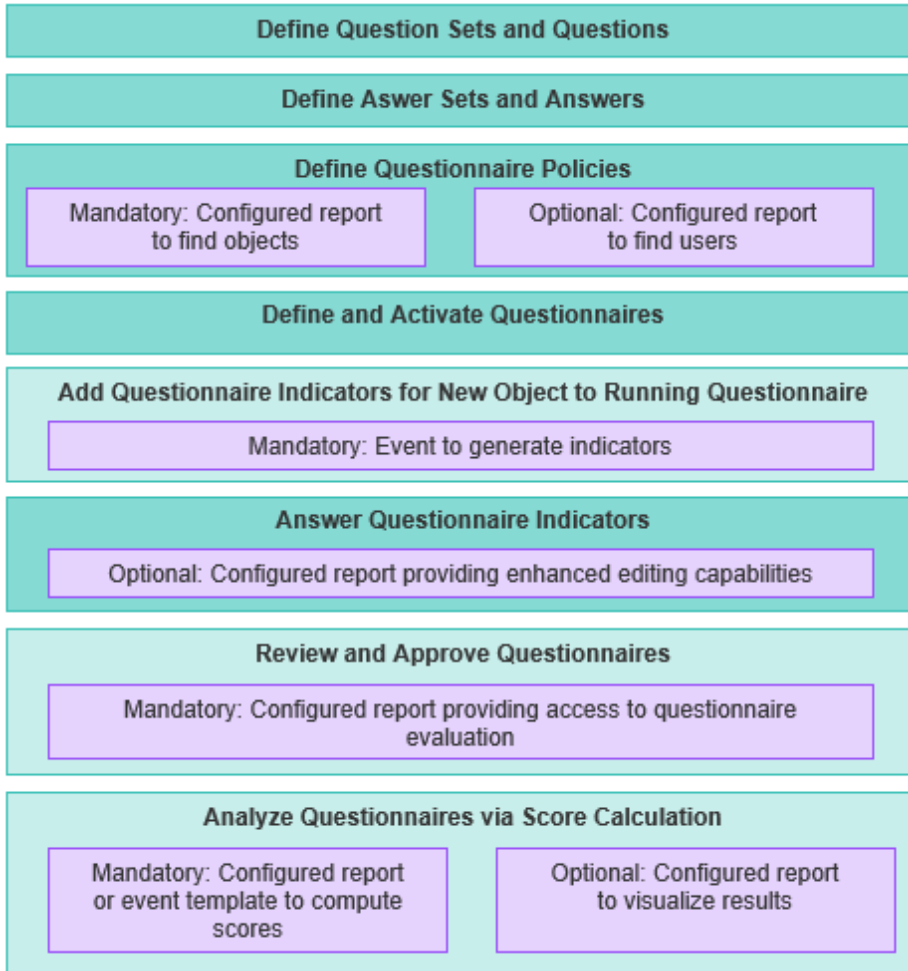 Define Question Sets and Questions
Define Aswer Sets and Answers
Define Questionnaire Policies
Mandatory: Configured report
to find objects
Optional: Configured report
to find users
Define and Activate Questionnaires
Add Questionnaire Indicators for New Object to Running Questionnaire
Mandatory: Event to generate indicators
Answer Questionnaire Indicators
Optional: Configured report providing enhanced editing capabilities
Review and Approve Questionnaires
Mandatory: Configured report providing access to questionnaire
evaluation
Analyze Questionnaires via Score Calculation
Mandatory: Configured report
or event template to compute
scores
Optional: Configured report
to visualize results